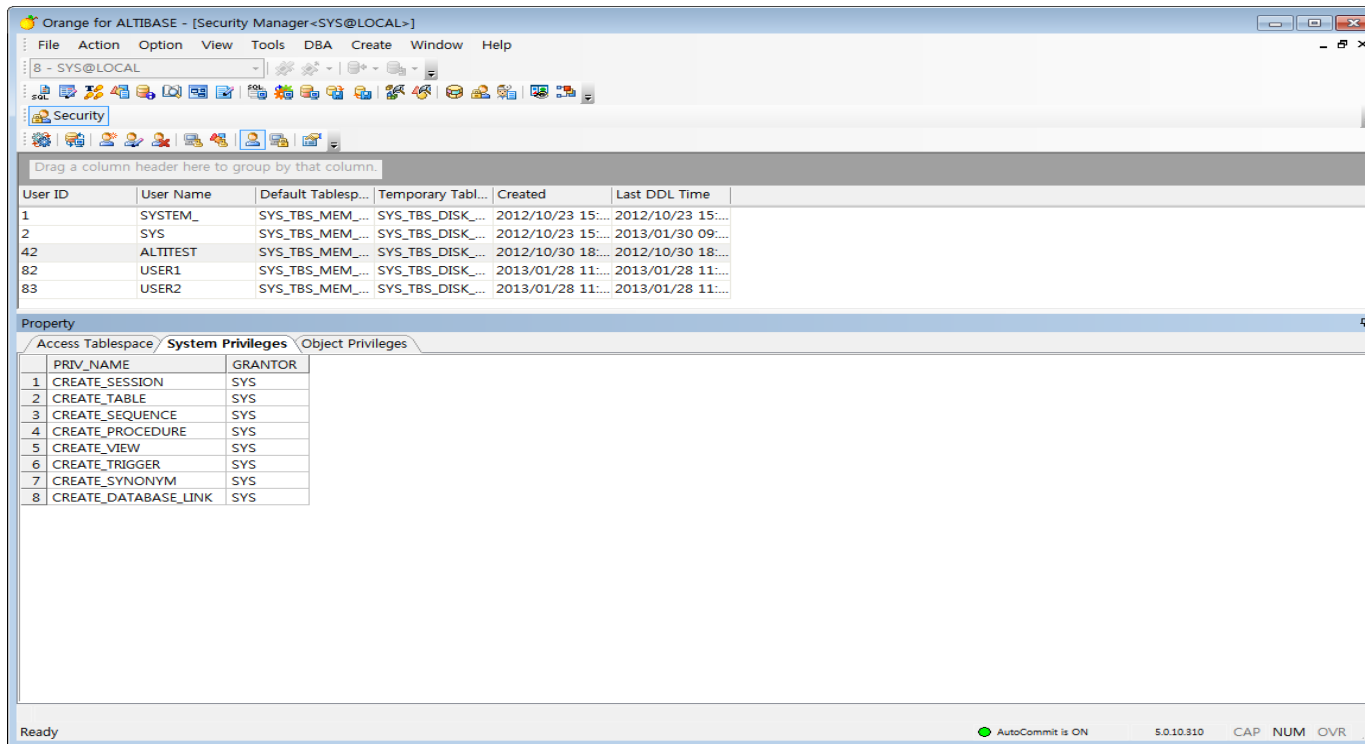 Orange for ALTIBASE - [Security Manager<SYS@LOCAL>]
File Action Option View Tools DBA Create Window Help
8 - SYS@LOCAL
SQL
Security
Drag a column header here to group by that column.
User ID User Name Default Tablesp... Temporary Tabl... Created Last DDL Time
1 SYSTEM_ SYS_TBS_MEM_... SYS_TBS_DISK_... 2012/10/23 15:... 2012/10/23 15:...
2 SYS SYS_TBS_MEM_... SYS_TBS_DISK_... 2012/10/23 15:... 2013/01/30 09:...
42 ALTITEST SYS_TBS_MEM_... SYS_TBS_DISK_... 2012/10/30 18:... 2012/10/30 18:...
82 USER1 SYS_TBS_MEM_... SYS_TBS_DISK_... 2013/01/28 11:... 2013/01/28 11:...
83 USER2 SYS_TBS_MEM_... SYS_TBS_DISK_... 2013/01/28 11:... 2013/01/28 11:...
Property
Access Tablespace System Privileges Object Privileges
PRIV_NAME GRANTOR
1 CREATE_SESSION SYS
2 CREATE_TABLE SYS
3 CREATE_SEQUENCE SYS
4 CREATE_PROCEDURE SYS
5 CREATE_VIEW SYS
6 CREATE_TRIGGER SYS
7 CREATE_SYNONYM SYS
8 CREATE_DATABASE_LINK SYS
Ready AutoCommit is ON 5.0.10.310 CAP NUM OVR